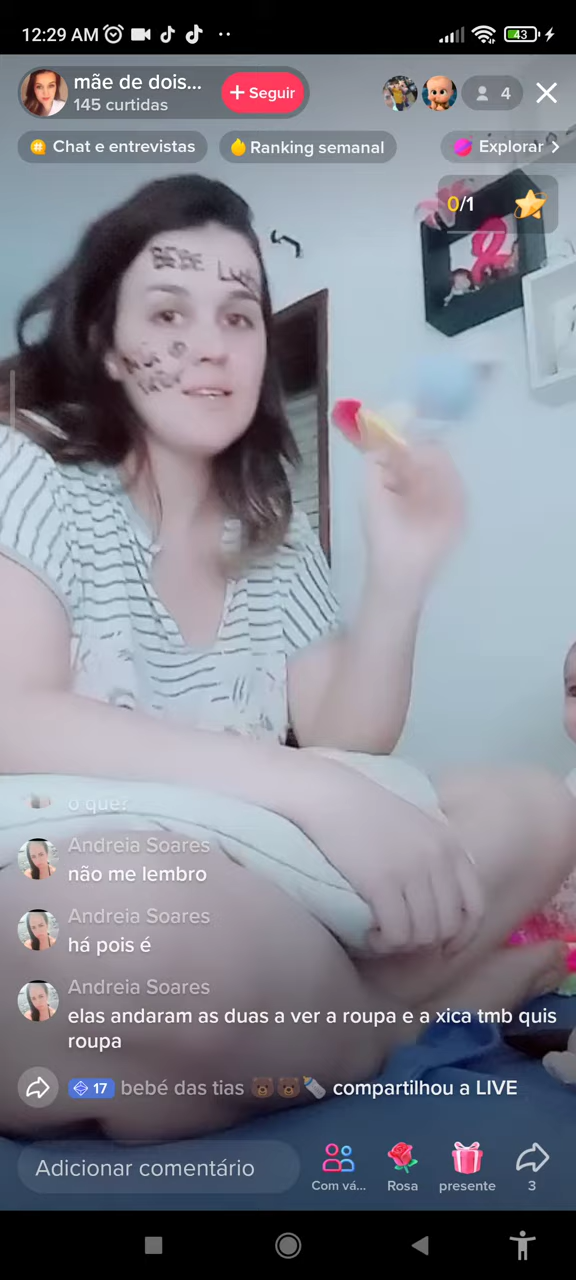 12:29 AM
43
mãe de dois...
145 curtidas
+ Seguir
4
Chat e entrevistas
Ranking semanal
Explorar
0/1
BEBE
o que?
Andreia Soares
não me lembro
Andreia Soares
há pois é
Andreia Soares
elas andaram as duas a ver a roupa e a xica tmb quis
roupa
17 bebé das tias 🐻🐻🍼 compartilhou a LIVE
Adicionar comentário
Com vá...
Rosa
presente
3